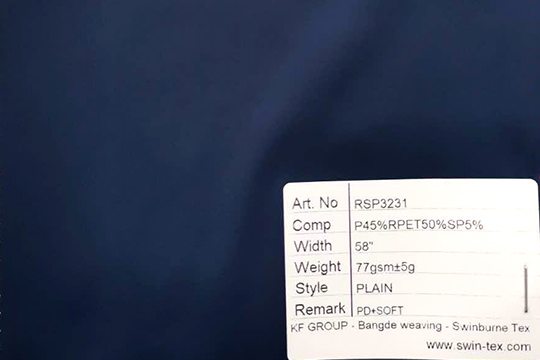 Art. No RSP3231
Comp P45%RPET50%SP5%
Width 58"
Weight 77gsm±5g
Style PLAIN
Remark PD+SOFT
KF GROUP - Bangde weaving - Swinburne Tex
www.swin-tex.com